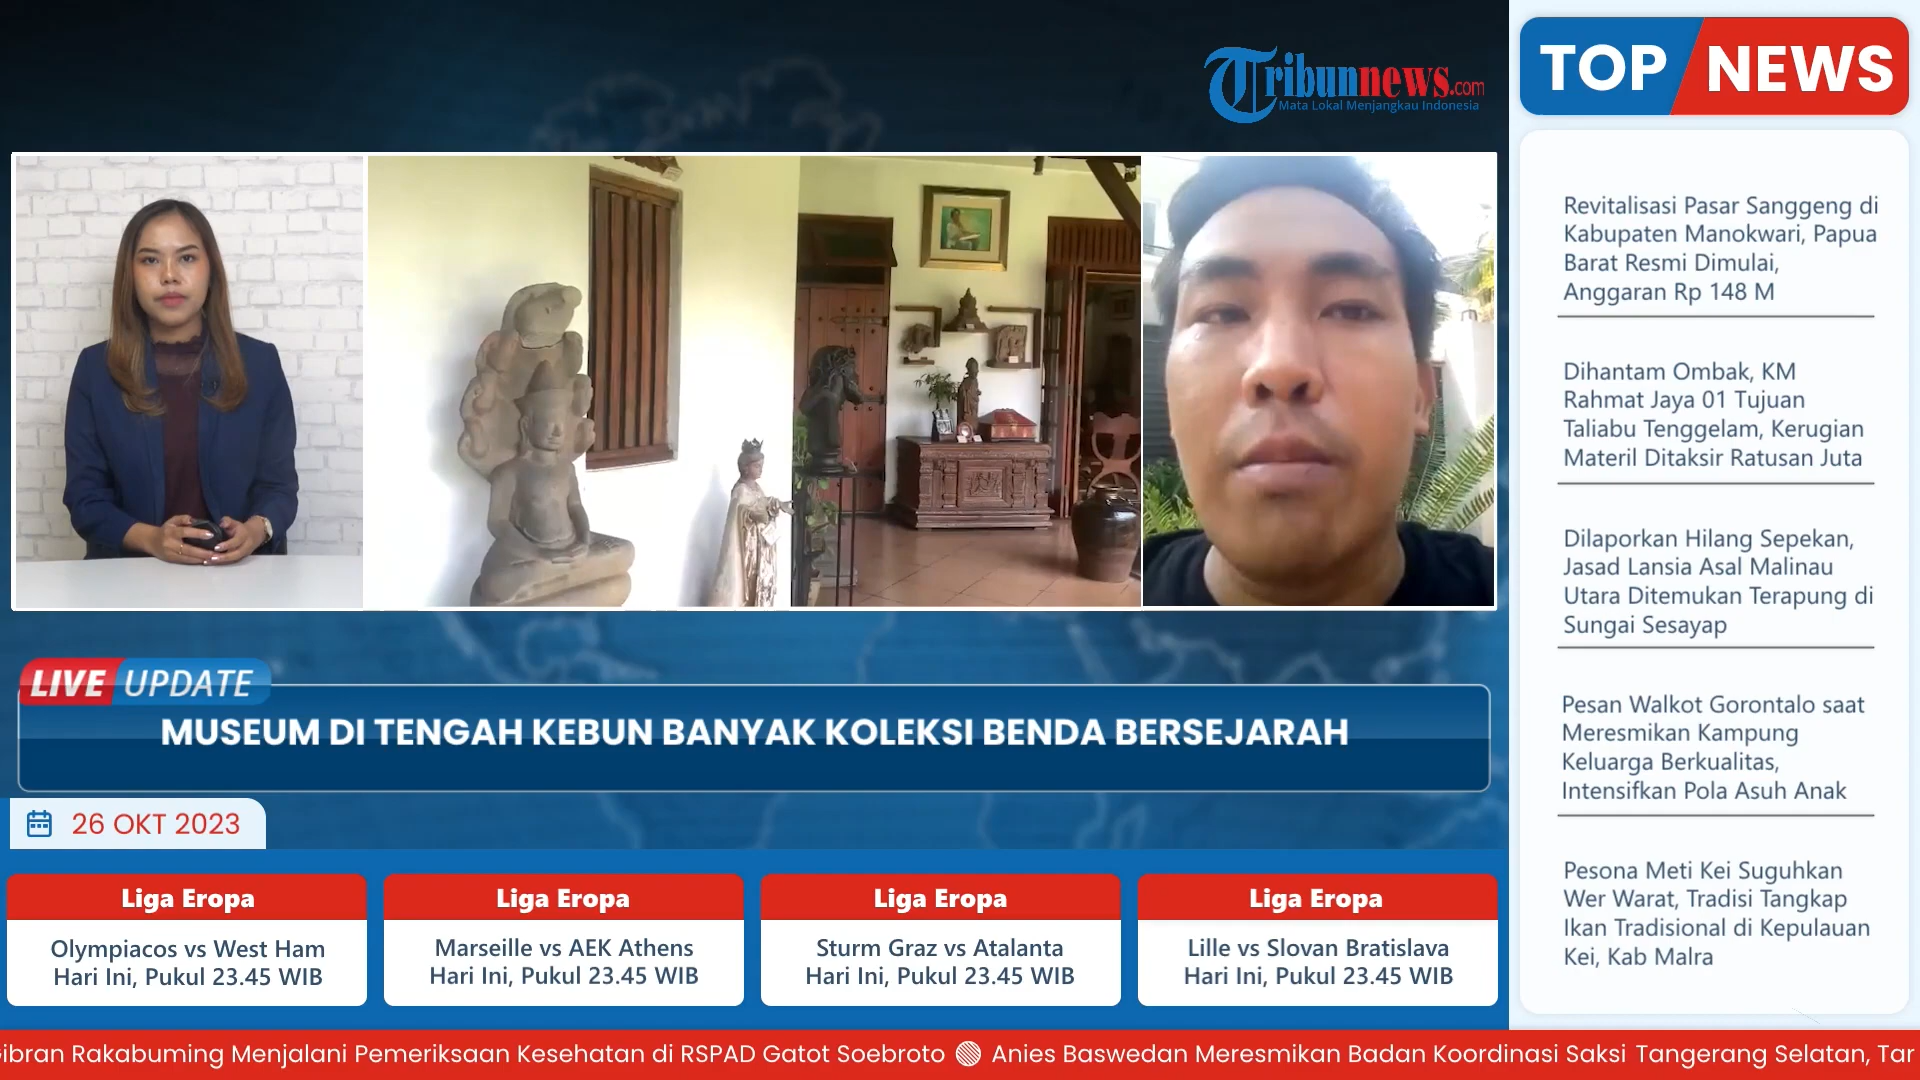 Tribunnews.com
Mata Lokal Menjangkau Indonesia
TOP NEWS
Revitalisasi Pasar Sanggeng di
Kabupaten Manokwari, Papua
Barat Resmi Dimulai,
Anggaran Rp 148 M
Dihantam Ombak, KM
Rahmat Jaya 01 Tujuan
Taliabu Tenggelam, Kerugian
Materil Ditaksir Ratusan Juta
Dilaporkan Hilang Sepekan,
Jasad Lansia Asal Malinau
Utara Ditemukan Terapung di
Sungai Sesayap
Pesan Walkot Gorontalo saat
Meresmikan Kampung
Keluarga Berkualitas,
Intensifkan Pola Asuh Anak
Pesona Meti Kei Suguhkan
Wer Warat, Tradisi Tangkap
Ikan Tradisional di Kepulauan
Kei, Kab Malra
LIVE UPDATE
MUSEUM DI TENGAH KEBUN BANYAK KOLEKSI BENDA BERSEJARAH
26 OKT 2023
Liga Eropa
Olympiacos vs West Ham
Hari Ini, Pukul 23.45 WIB
Liga Eropa
Marseille vs AEK Athens
Hari Ini, Pukul 23.45 WIB
Liga Eropa
Sturm Graz vs Atalanta
Hari Ini, Pukul 23.45 WIB
Liga Eropa
Lille vs Slovan Bratislava
Hari Ini, Pukul 23.45 WIB
ibran Rakabuming Menjalani Pemeriksaan Kesehatan di RSPAD Gatot Soebroto Anies Baswedan Meresmikan Badan Koordinasi Saksi Tangerang Selatan, Tar